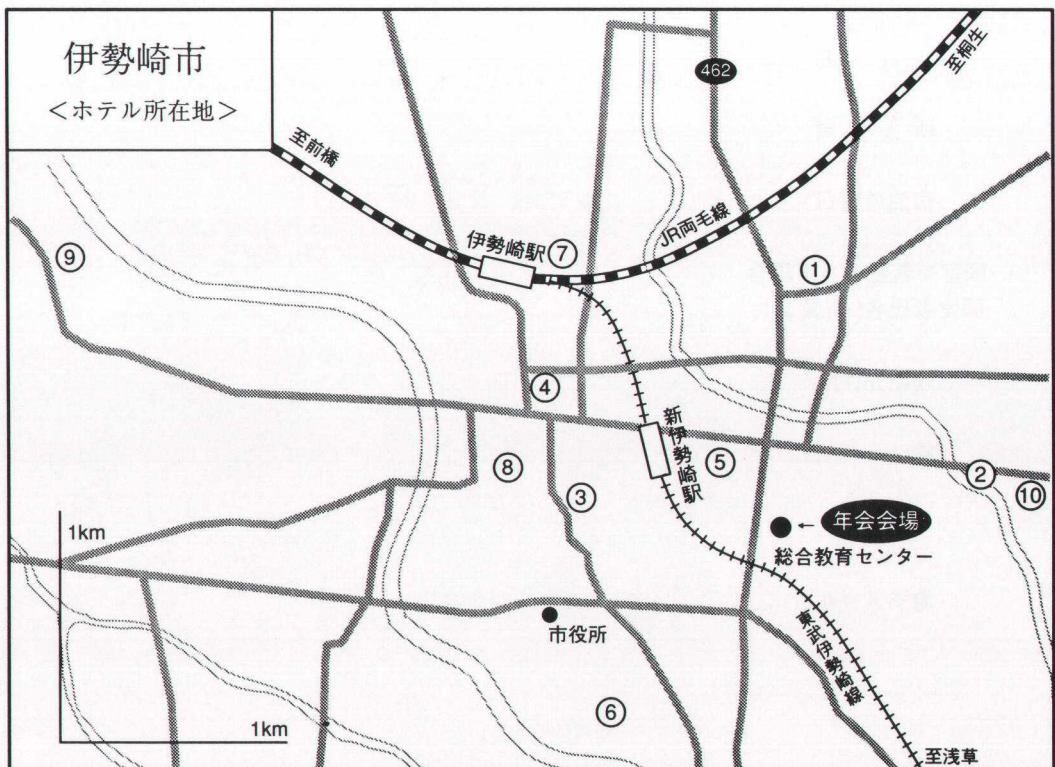 伊勢崎市
＜ホテル所在地＞
462
至桐生
至前橋
JR両毛線
伊勢崎駅
⑦
①
⑨
④
新伊勢崎駅
⑤
⑧
③
②
⑩
年会会場
総合教育センター
市役所
東武伊勢崎線
⑥
至浅草
1km
1km